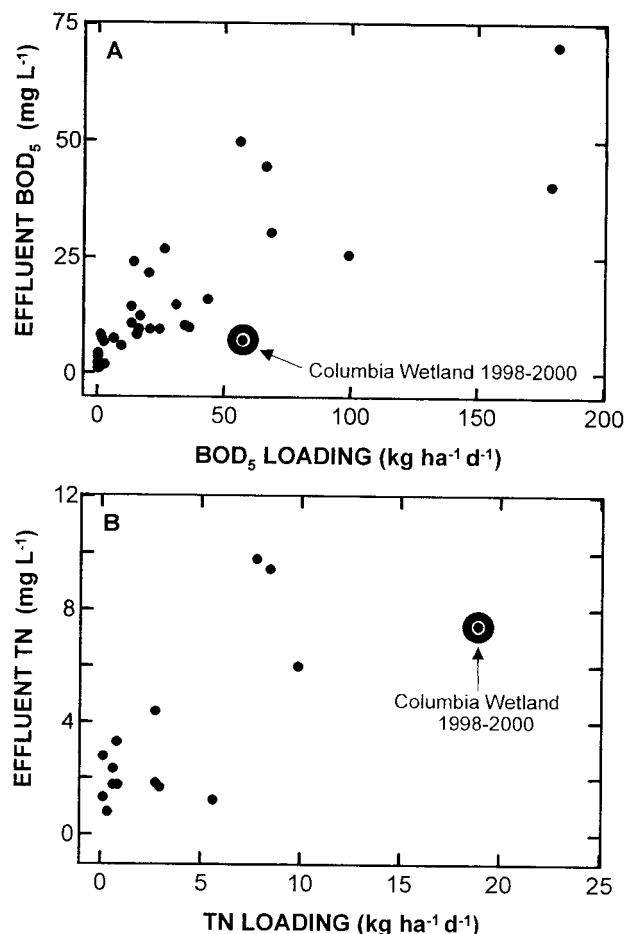 75
A
50
25
0
EFFLUENT BOD₅ (mg L⁻¹)
Columbia Wetland 1998-2000
0 50 100 150 200
BOD₅ LOADING (kg ha⁻¹ d⁻¹)
12
B
8
4
0
EFFLUENT TN (mg L⁻¹)
Columbia Wetland
1998-2000
0 5 10 15 20 25
TN LOADING (kg ha⁻¹ d⁻¹)